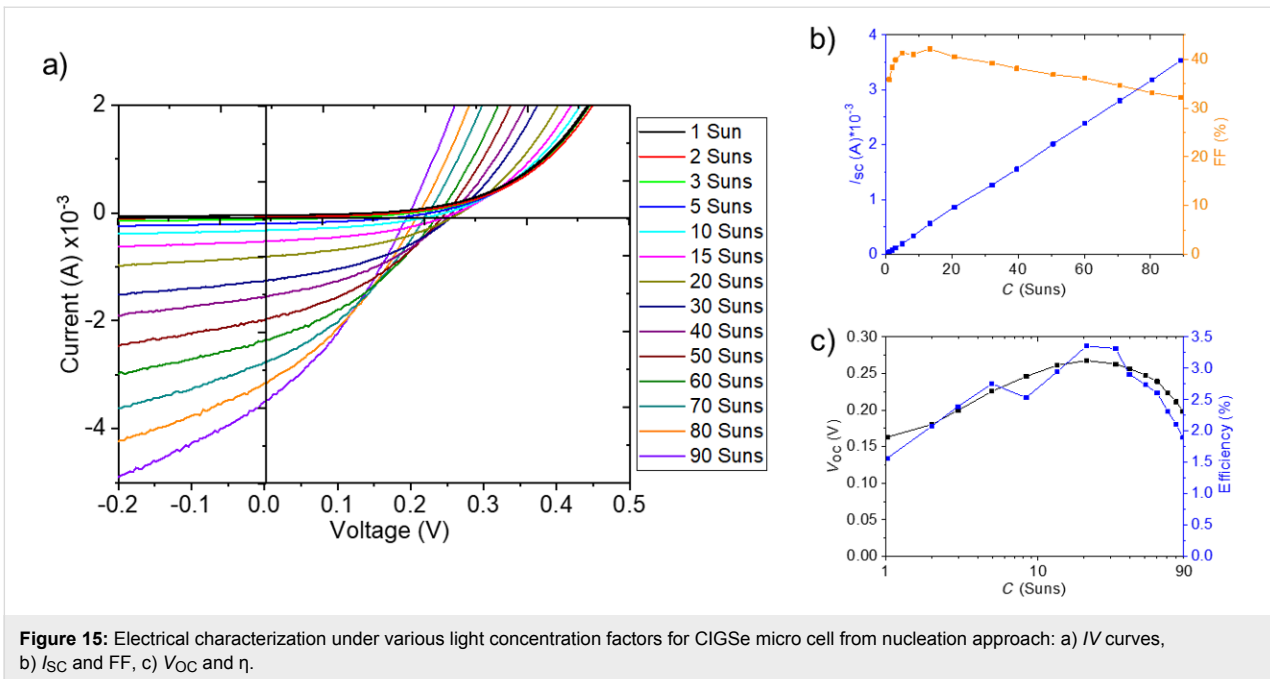 a)
Current (A) x10⁻³
2
0
-2
-4
-0.2 -0.1 0.0 0.1 0.2 0.3 0.4 0.5
Voltage (V)
1 Sun
2 Suns
3 Suns
5 Suns
10 Suns
15 Suns
20 Suns
30 Suns
40 Suns
50 Suns
60 Suns
70 Suns
80 Suns
90 Suns
b)
I_SC (A)*10⁻³
4
3
2
1
0
0 20 40 60 80
C (Suns)
40
30
20
10
0
FF (%)
c)
V_OC (V)
0.30
0.25
0.20
0.15
0.25
0.00
1 10 90
C (Suns)
3.5
3.0
2.5
2.0
1.5
1.0
0.5
0.0
Efficiency (%)
Figure 15: Electrical characterization under various light concentration factors for CIGSe micro cell from nucleation approach: a) IV curves,
b) I_SC and FF, c) V_OC and η.